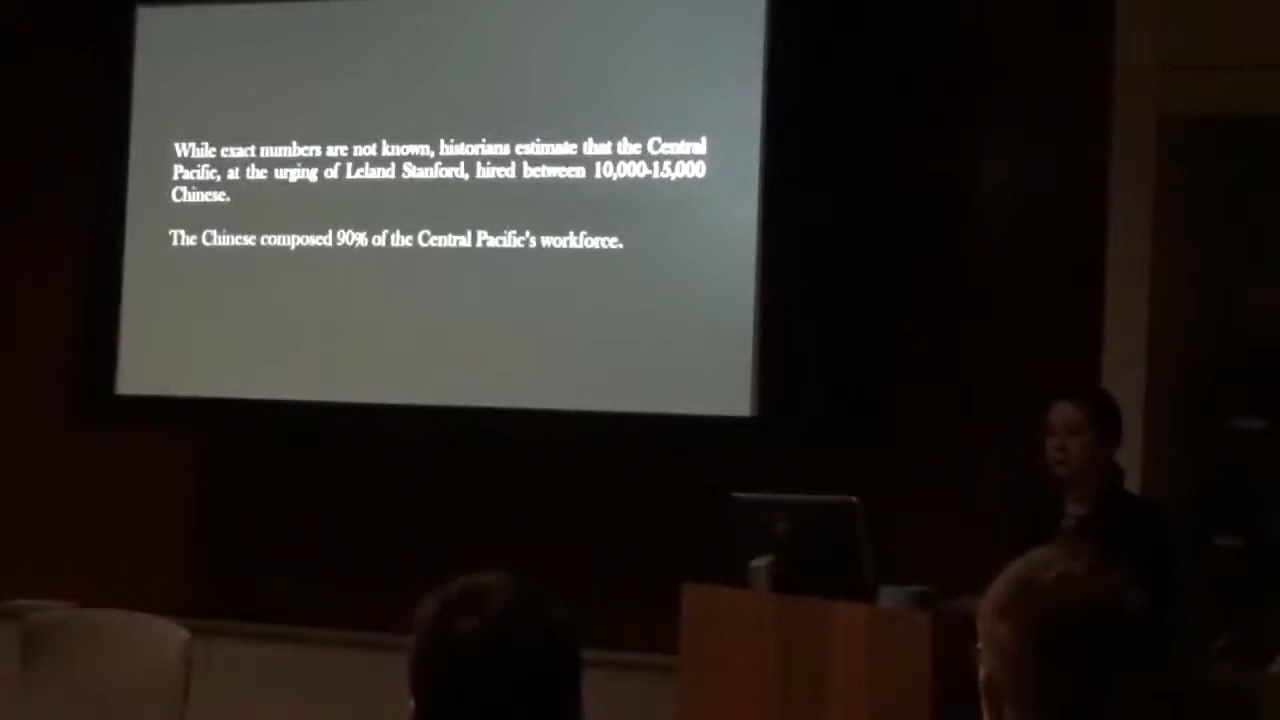 While exact numbers are not known, historians estimate that the Central
Pacific, at the urging of Leland Stanford, hired between 10,000-15,000
Chinese.
The Chinese composed 90% of the Central Pacific's workforce.